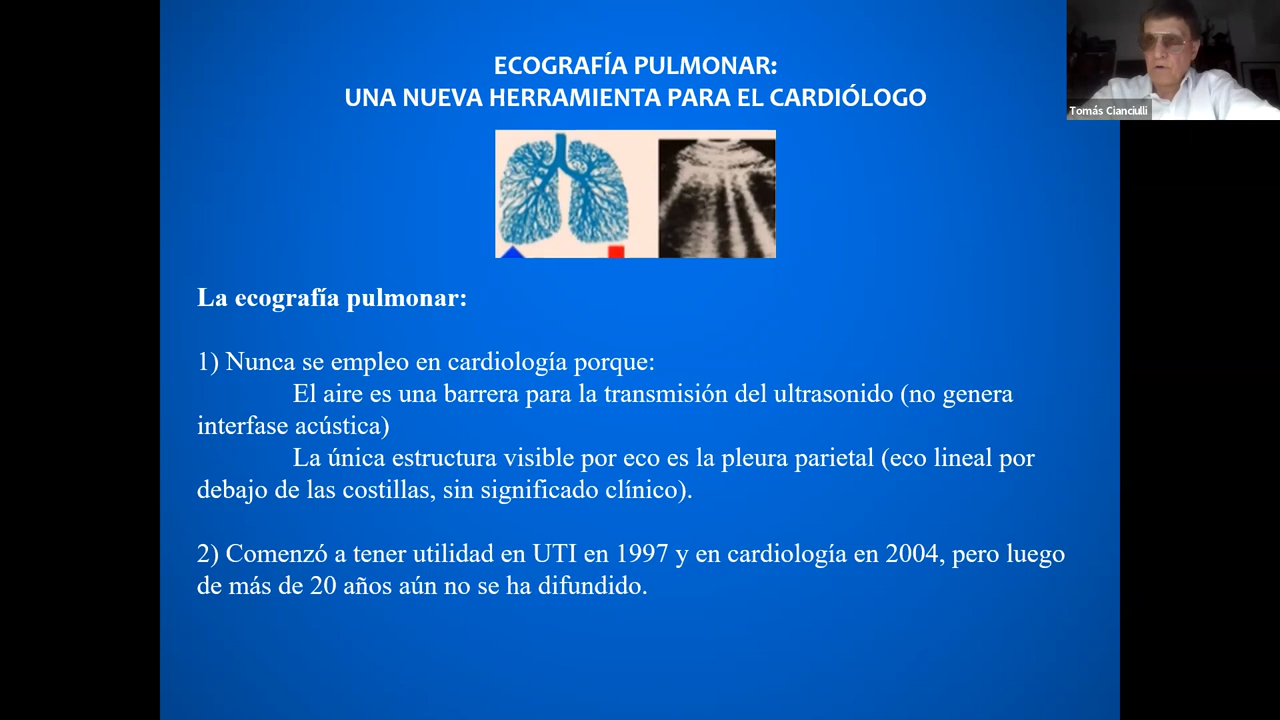 ECOGRAFÍA PULMONAR:
UNA NUEVA HERRAMIENTA PARA EL CARDIÓLOGO
Tomás Cianciulli
La ecografía pulmonar:
1) Nunca se empleo en cardiología porque:
El aire es una barrera para la transmisión del ultrasonido (no genera
interfase acústica)
La única estructura visible por eco es la pleura parietal (eco lineal por
debajo de las costillas, sin significado clínico).
2) Comenzó a tener utilidad en UTI en 1997 y en cardiología en 2004, pero luego
de más de 20 años aún no se ha difundido.